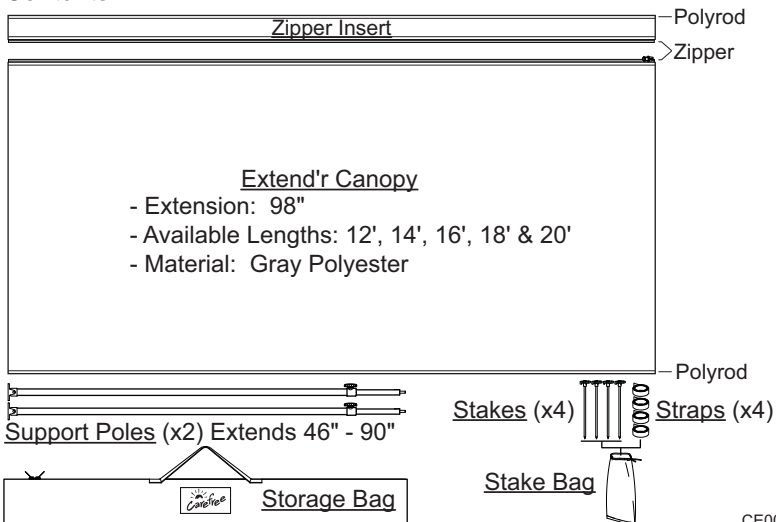 Polyrod
Zipper Insert
Zipper
Extend'r Canopy
- Extension: 98"
- Available Lengths: 12', 14', 16', 18' & 20'
- Material: Gray Polyester
Polyrod
Stakes (x4) Straps (x4)
Support Poles (x2) Extends 46" - 90"
Stake Bag
Carefree
Storage Bag